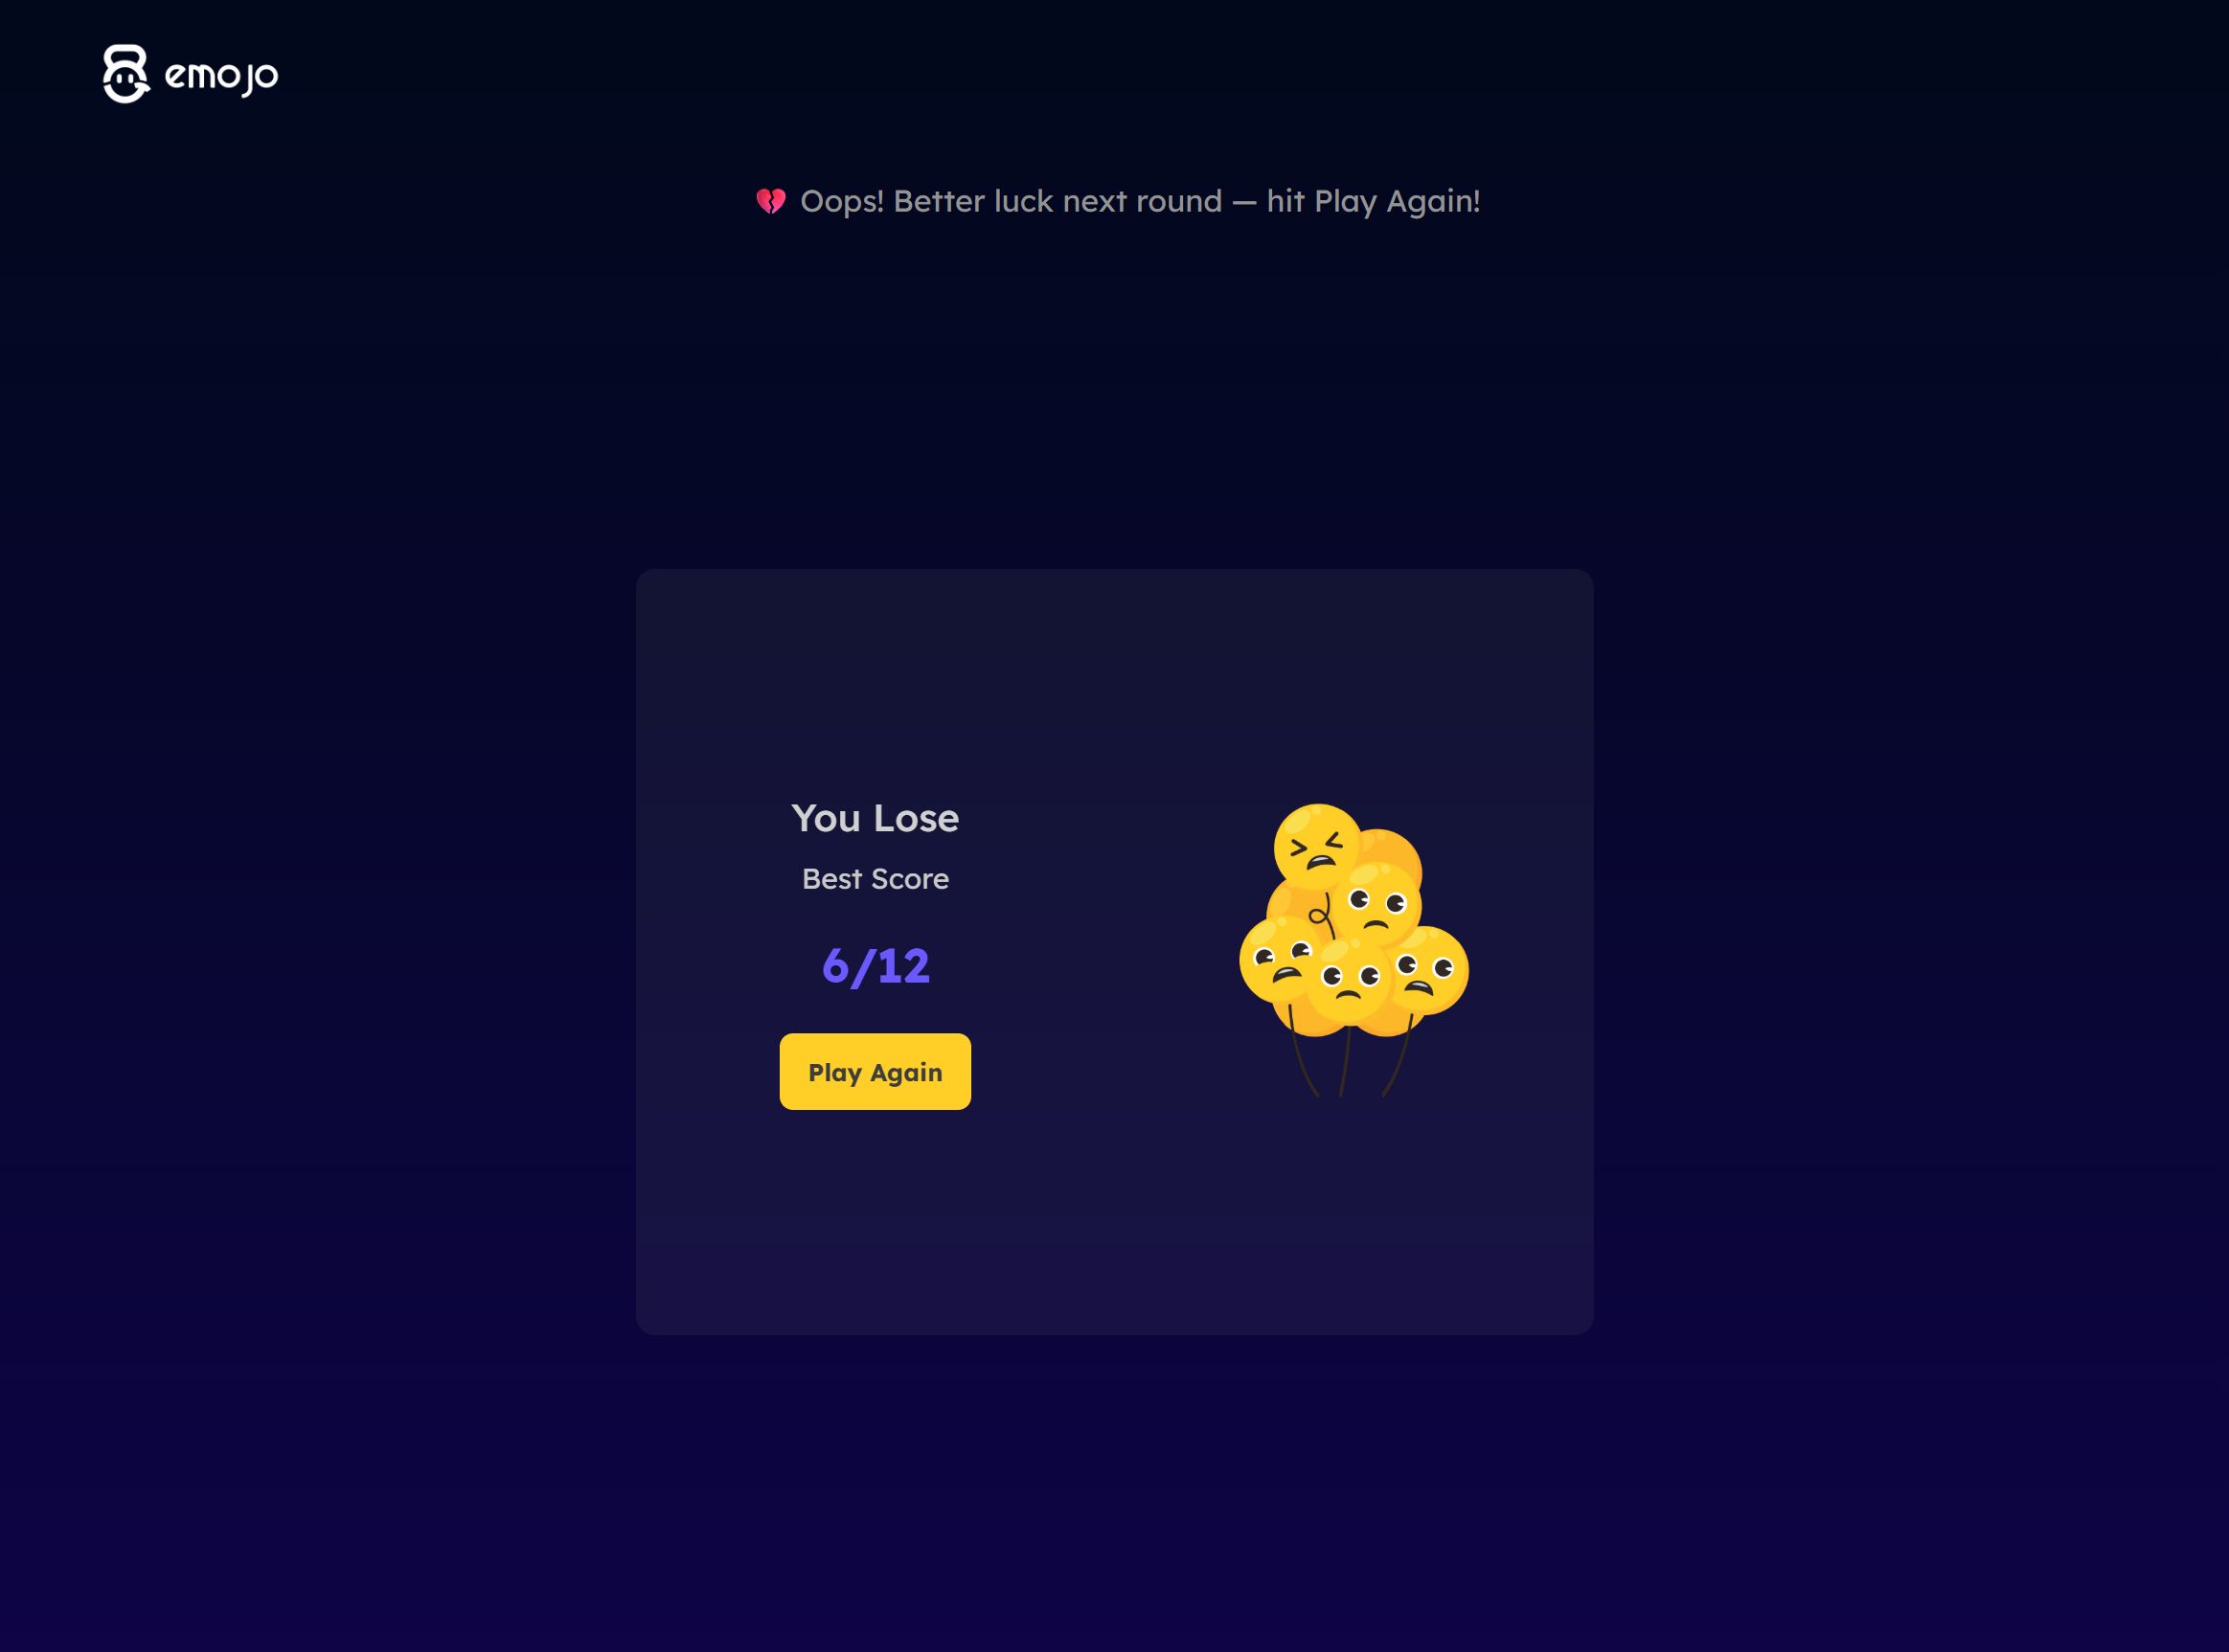 emojo
💔 Oops! Better luck next round — hit Play Again!
You Lose
Best Score
6/12
Play Again